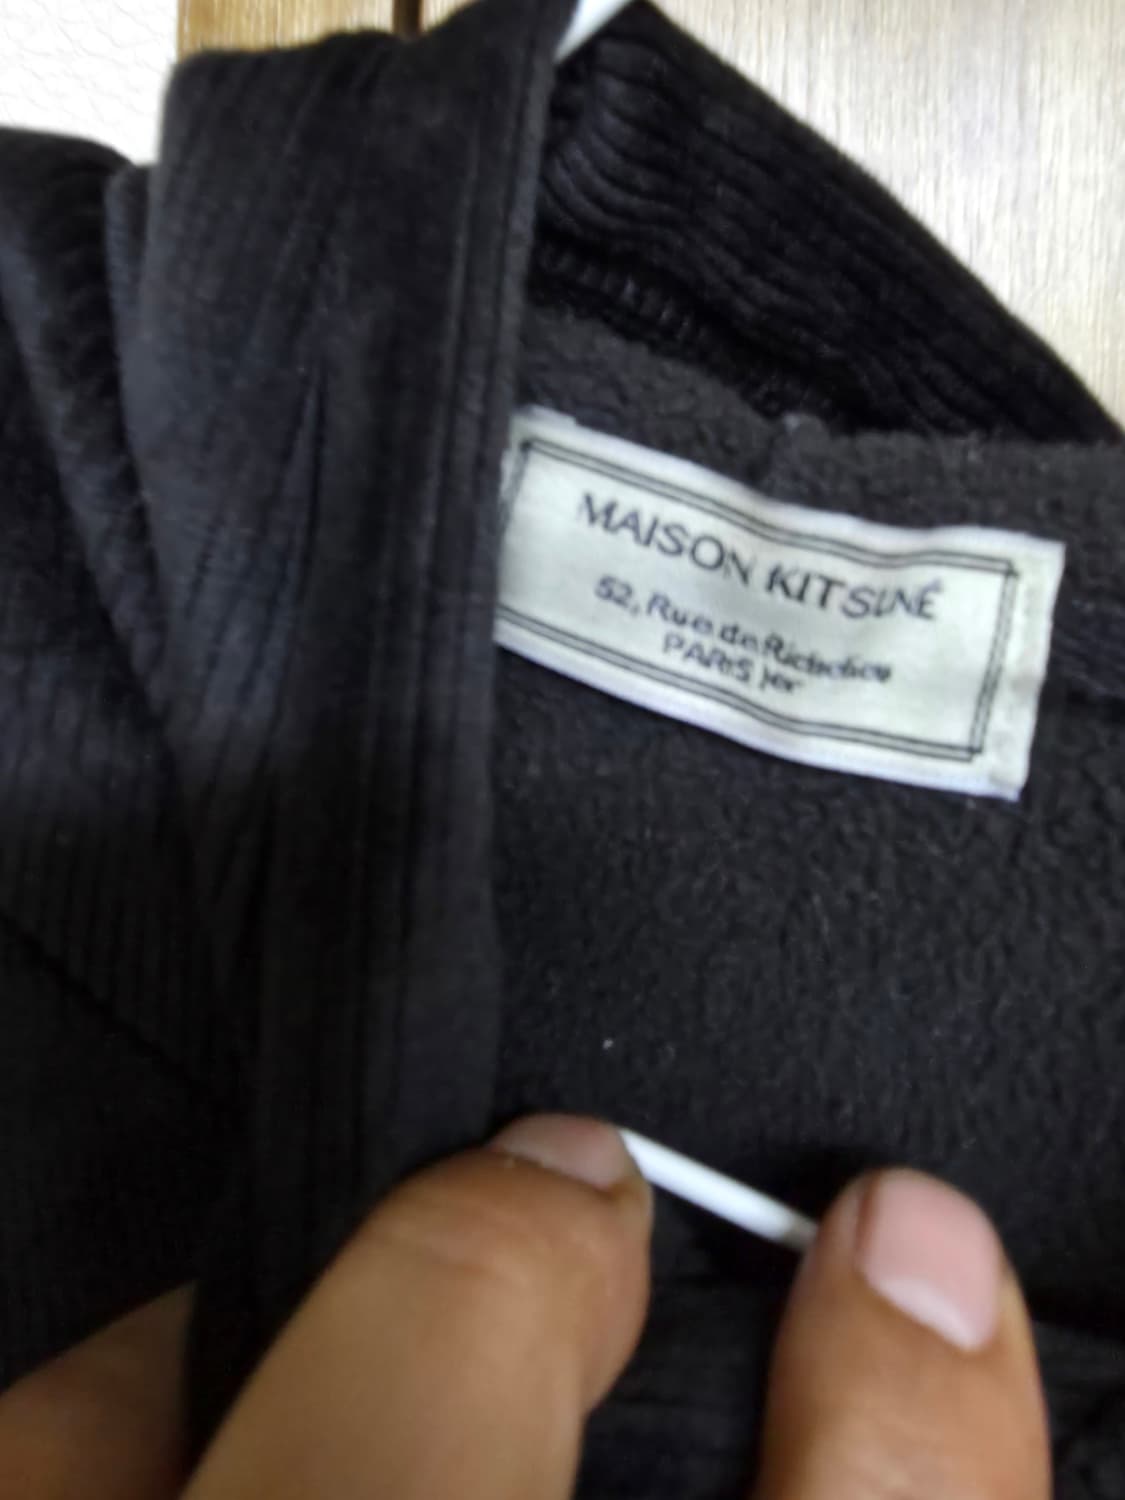 MAISON KITSUNÉ
52, Rue de Richelieu
PARIS 1er